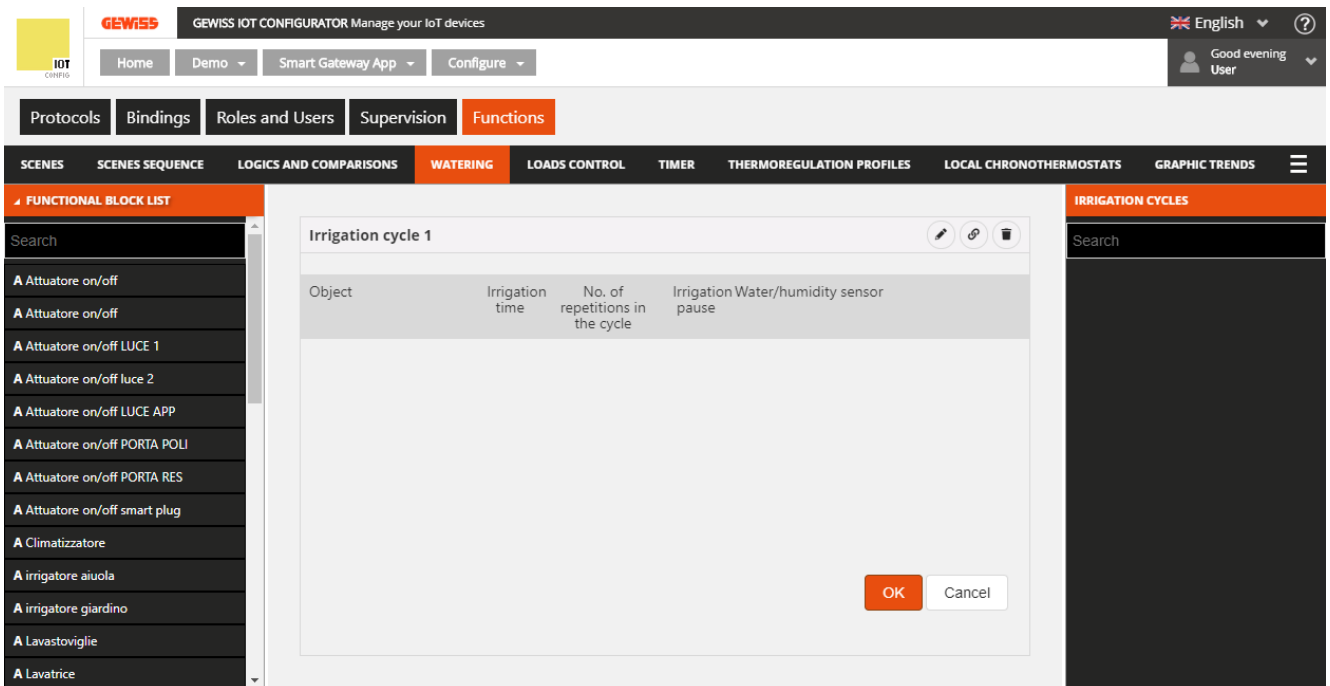 GEWISS
GEWISS IOT CONFIGURATOR Manage your IoT devices
English
?
IOT
CONFIG
Home
Demo
Smart Gateway App
Configure
Good evening
User
Protocols
Bindings
Roles and Users
Supervision
Functions
SCENES
SCENES SEQUENCE
LOGICS AND COMPARISONS
WATERING
LOADS CONTROL
TIMER
THERMOREGULATION PROFILES
LOCAL CHRONOTHERMOSTATS
GRAPHIC TRENDS
FUNCTIONAL BLOCK LIST
Search
A Attuatore on/off
A Attuatore on/off
A Attuatore on/off LUCE 1
A Attuatore on/off luce 2
A Attuatore on/off LUCE APP
A Attuatore on/off PORTA POLI
A Attuatore on/off PORTA RES
A Attuatore on/off smart plug
A Climatizzatore
A irrigatore aiuola
A irrigatore giardino
A Lavastoviglie
A Lavatrice
Irrigation cycle 1
Object
Irrigation
time
No. of
repetitions in
the cycle
Irrigation
pause
Water/humidity sensor
OK
Cancel
IRRIGATION CYCLES
Search